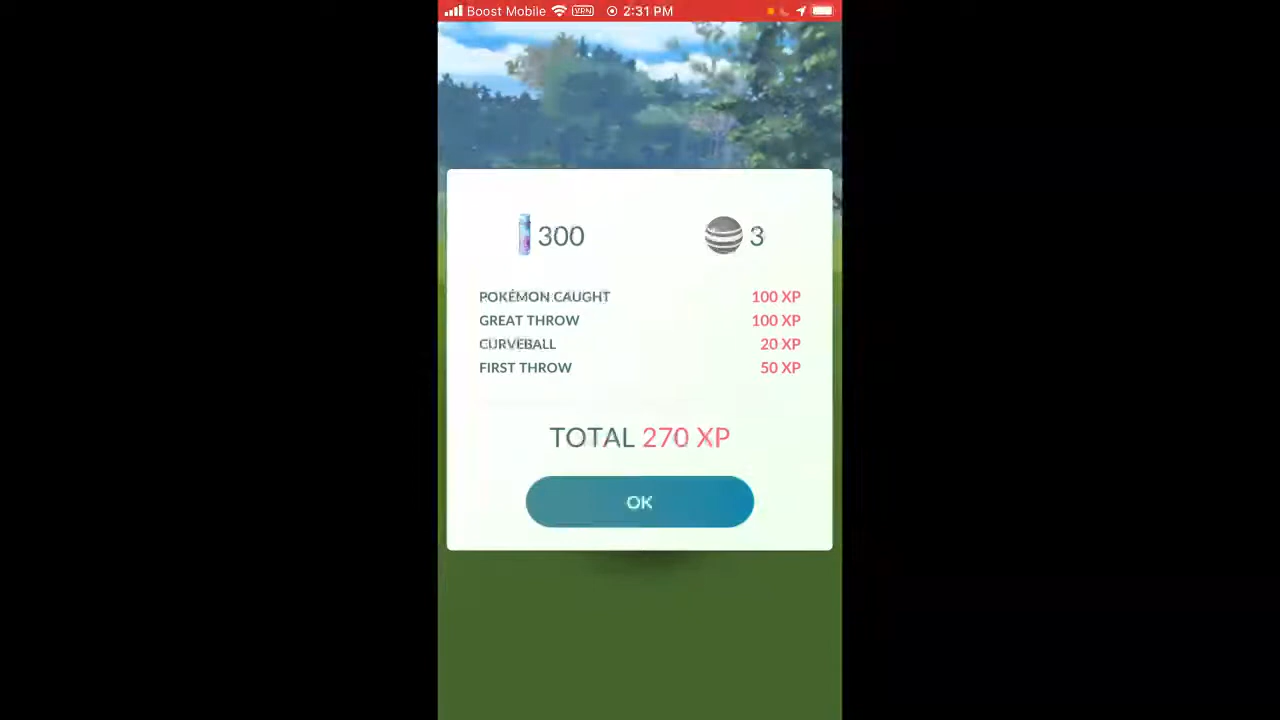 Boost Mobile VPN 2:31 PM
300 3
POKÉMON CAUGHT 100 XP
GREAT THROW 100 XP
CURVEBALL 20 XP
FIRST THROW 50 XP
TOTAL 270 XP
OK